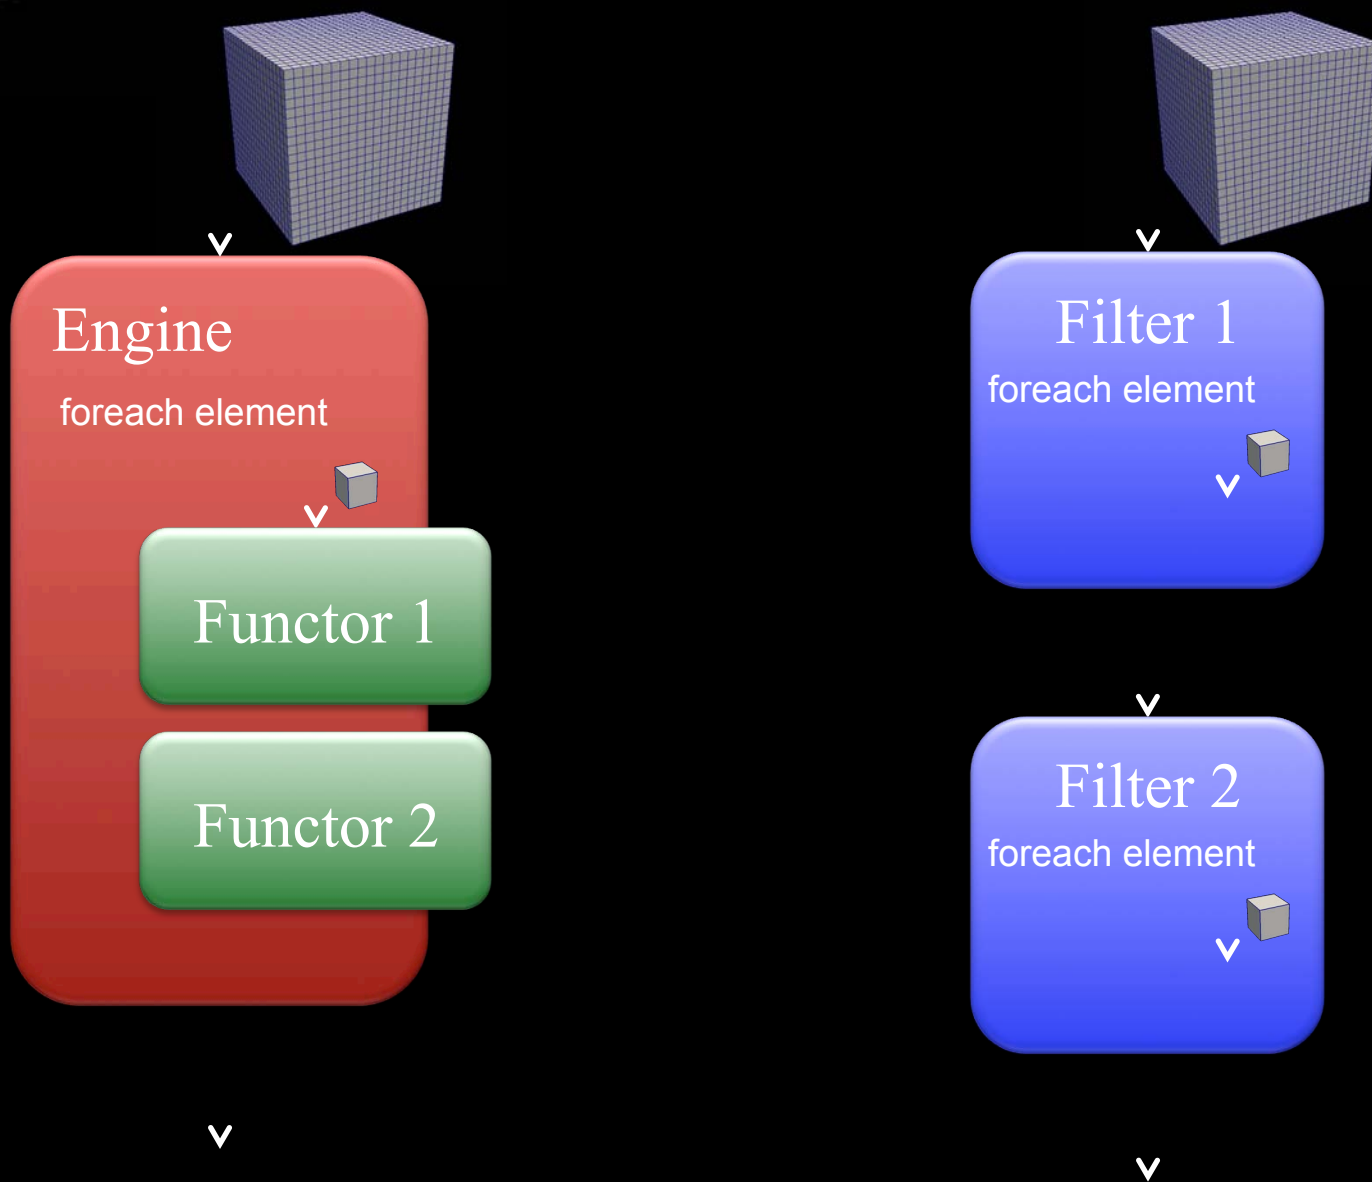 Engine
foreach element
Functor 1
Functor 2
Filter 1
foreach element
Filter 2
foreach element